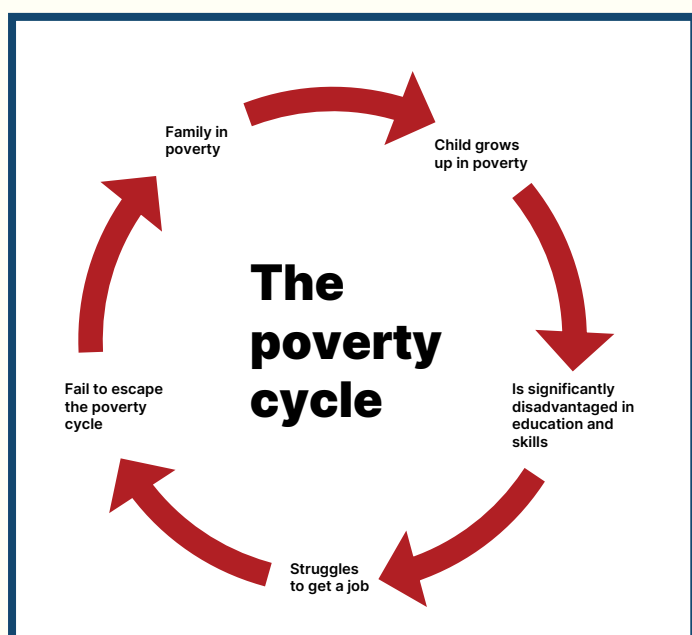 Family in
poverty
Child grows
up in poverty
The
poverty
cycle
Is significantly
disadvantaged in
education and
skills
Struggles
to get a job
Fail to escape
the poverty
cycle